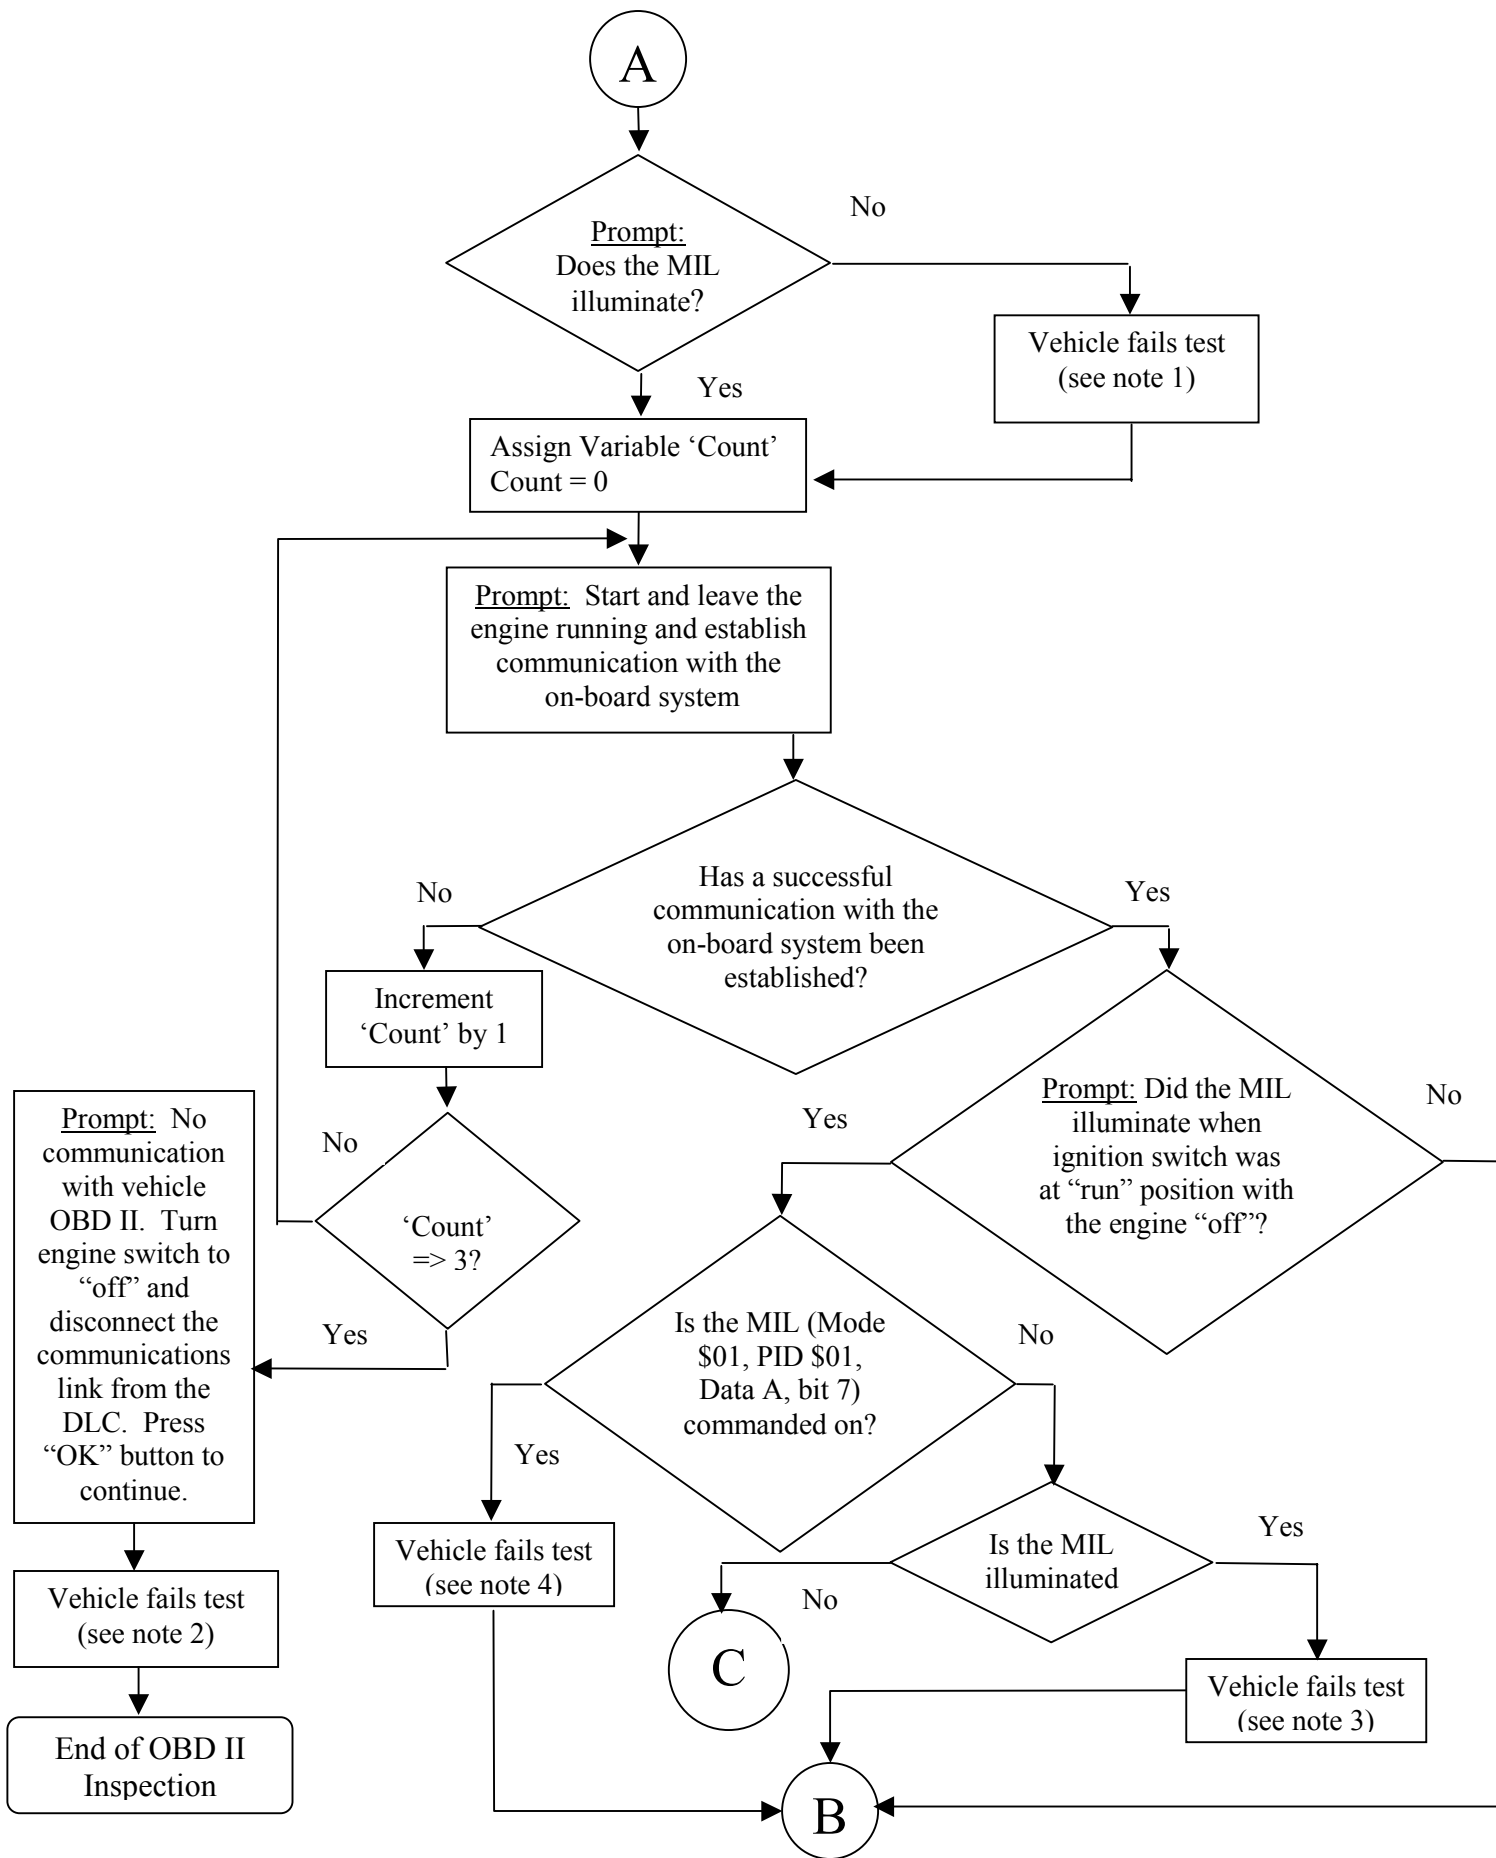 A
No
Prompt:
Does the MIL
illuminate?
Vehicle fails test
(see note 1)
Yes
Assign Variable ‘Count’
Count = 0
Prompt:  Start and leave the
engine running and establish
communication with the
on-board system
No
Has a successful
communication with the
on-board system been
established?
Yes
Increment
‘Count’ by 1
Prompt:  No
communication
with vehicle
OBD II.  Turn
engine switch to
“off” and
disconnect the
communications
link from the
DLC.  Press
“OK” button to
continue.
No
‘Count’
=> 3?
Yes
Yes
Prompt: Did the MIL
illuminate when
ignition switch was
at “run” position with
the engine “off”?
No
Is the MIL (Mode
$01, PID $01,
Data A, bit 7)
commanded on?
No
Yes
Vehicle fails test
(see note 4)
Is the MIL
illuminated
Yes
No
Vehicle fails test
(see note 2)
C
Vehicle fails test
(see note 3)
End of OBD II
Inspection
B